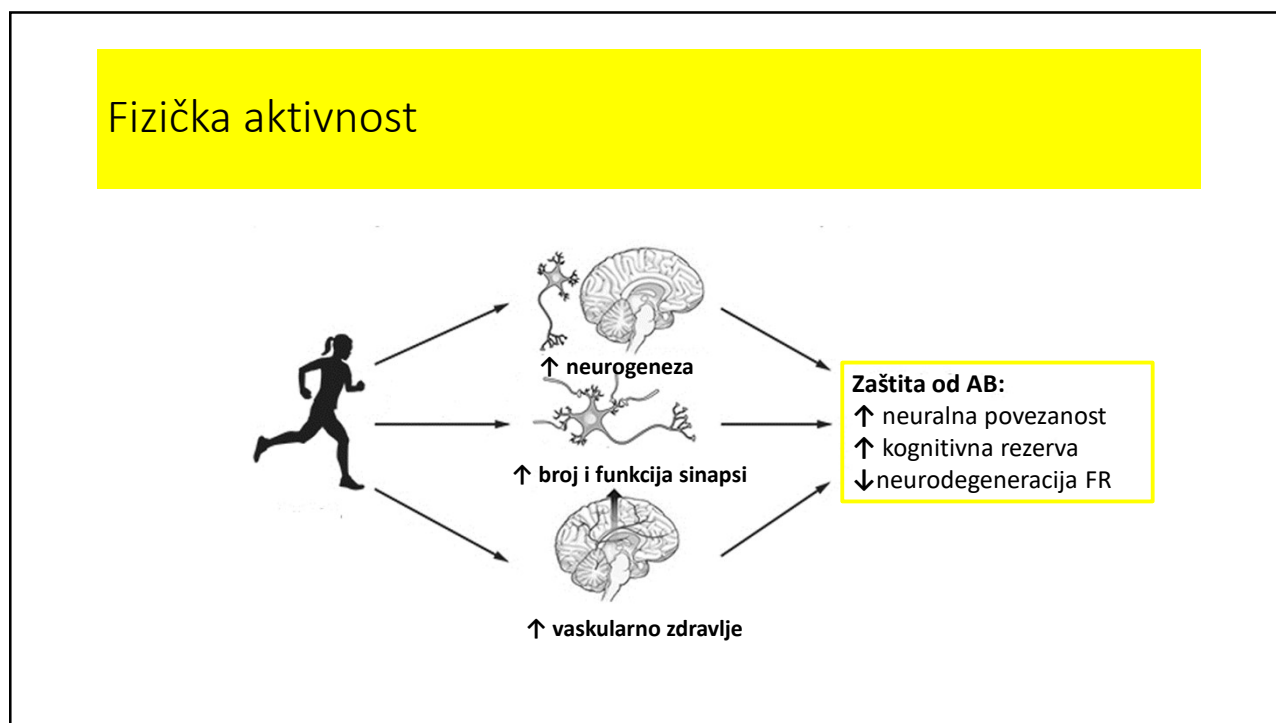 Fizička aktivnost
↑ neurogeneza
↑ broj i funkcija sinapsi
↑ vaskularno zdravlje
Zaštita od AB:
↑ neuralna povezanost
↑ kognitivna rezerva
↓neurodegeneracija FR